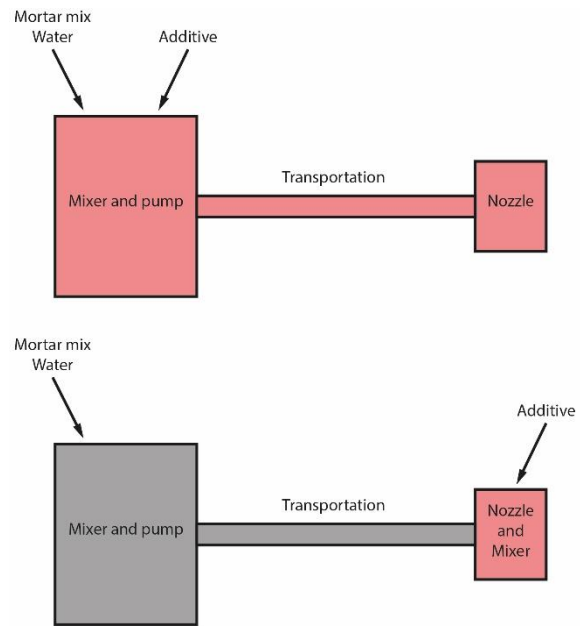 Mortar mix
Water
Additive
Mixer and pump
Transportation
Nozzle
Mortar mix
Water
Additive
Mixer and pump
Transportation
Nozzle
and
Mixer